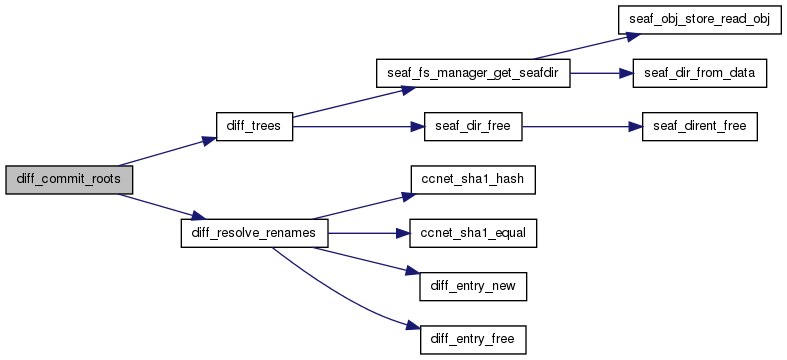 seaf_obj_store_read_obj
seaf_fs_manager_get_seafdir
seaf_dir_from_data
diff_trees
seaf_dir_free
seaf_dirent_free
diff_commit_roots
ccnet_sha1_hash
diff_resolve_renames
ccnet_sha1_equal
diff_entry_new
diff_entry_free